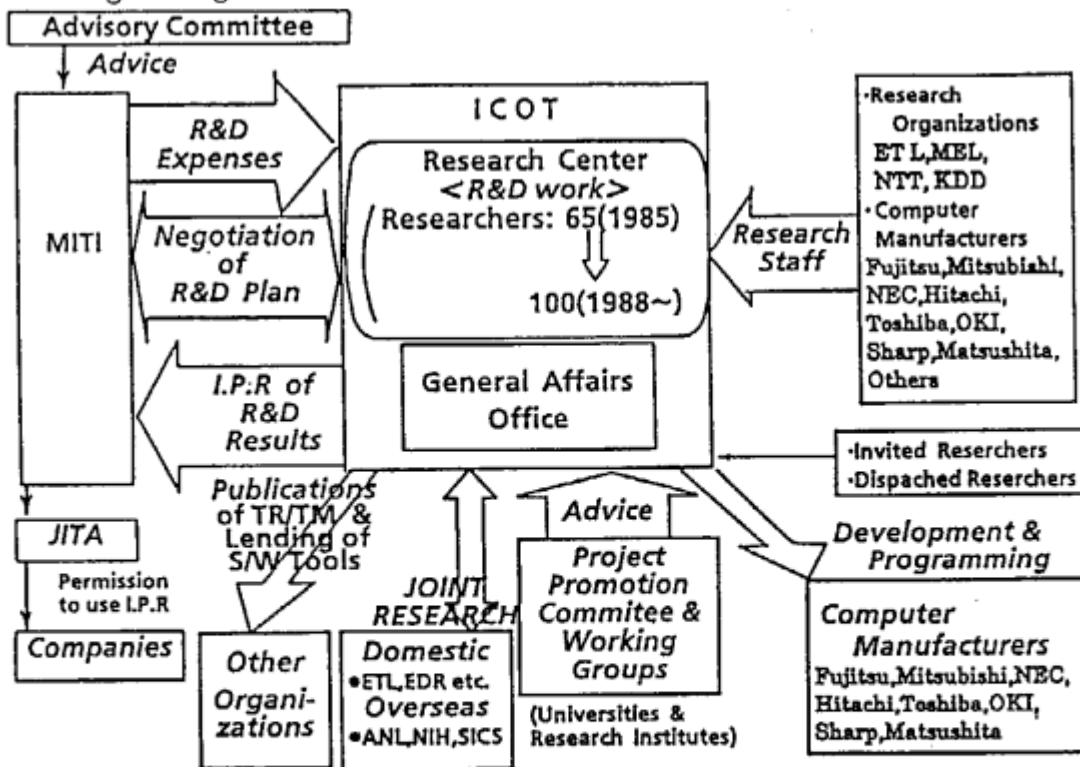 Advisory Committee
Advice
MITI
R&D
Expenses
Negotiation
of
R&D Plan
I.P.R of
R&D
Results
ICOT
Research Center
<R&D work>
Researchers: 65(1985)
100(1988~)
General Affairs
Office
Research
Staff
·Research
Organizations
ETL,MEL,
NTT, KDD
·Computer
Manufacturers
Fujitsu,Mitsubishi,
NEC,Hitachi,
Toshiba,OKI,
Sharp,Matsushita,
Others
·Invited Reserchers
·Dispached Reserchers
JITA
Permission
to use I.P.R
Companies
Publications
of TR/TM &
Lending of
S/W Tools
Other
Organi-
zations
JOINT
RESEARCH
Domestic
●ETL,EDR etc.
Overseas
●ANL,NIH,SICS
Advice
Project
Promotion
Commitee &
Working
Groups
(Universities &
Research Institutes)
Development &
Programming
Computer
Manufacturers
Fujitsu,Mitsubishi,NEC,
Hitachi,Toshiba,OKI,
Sharp,Matsushita